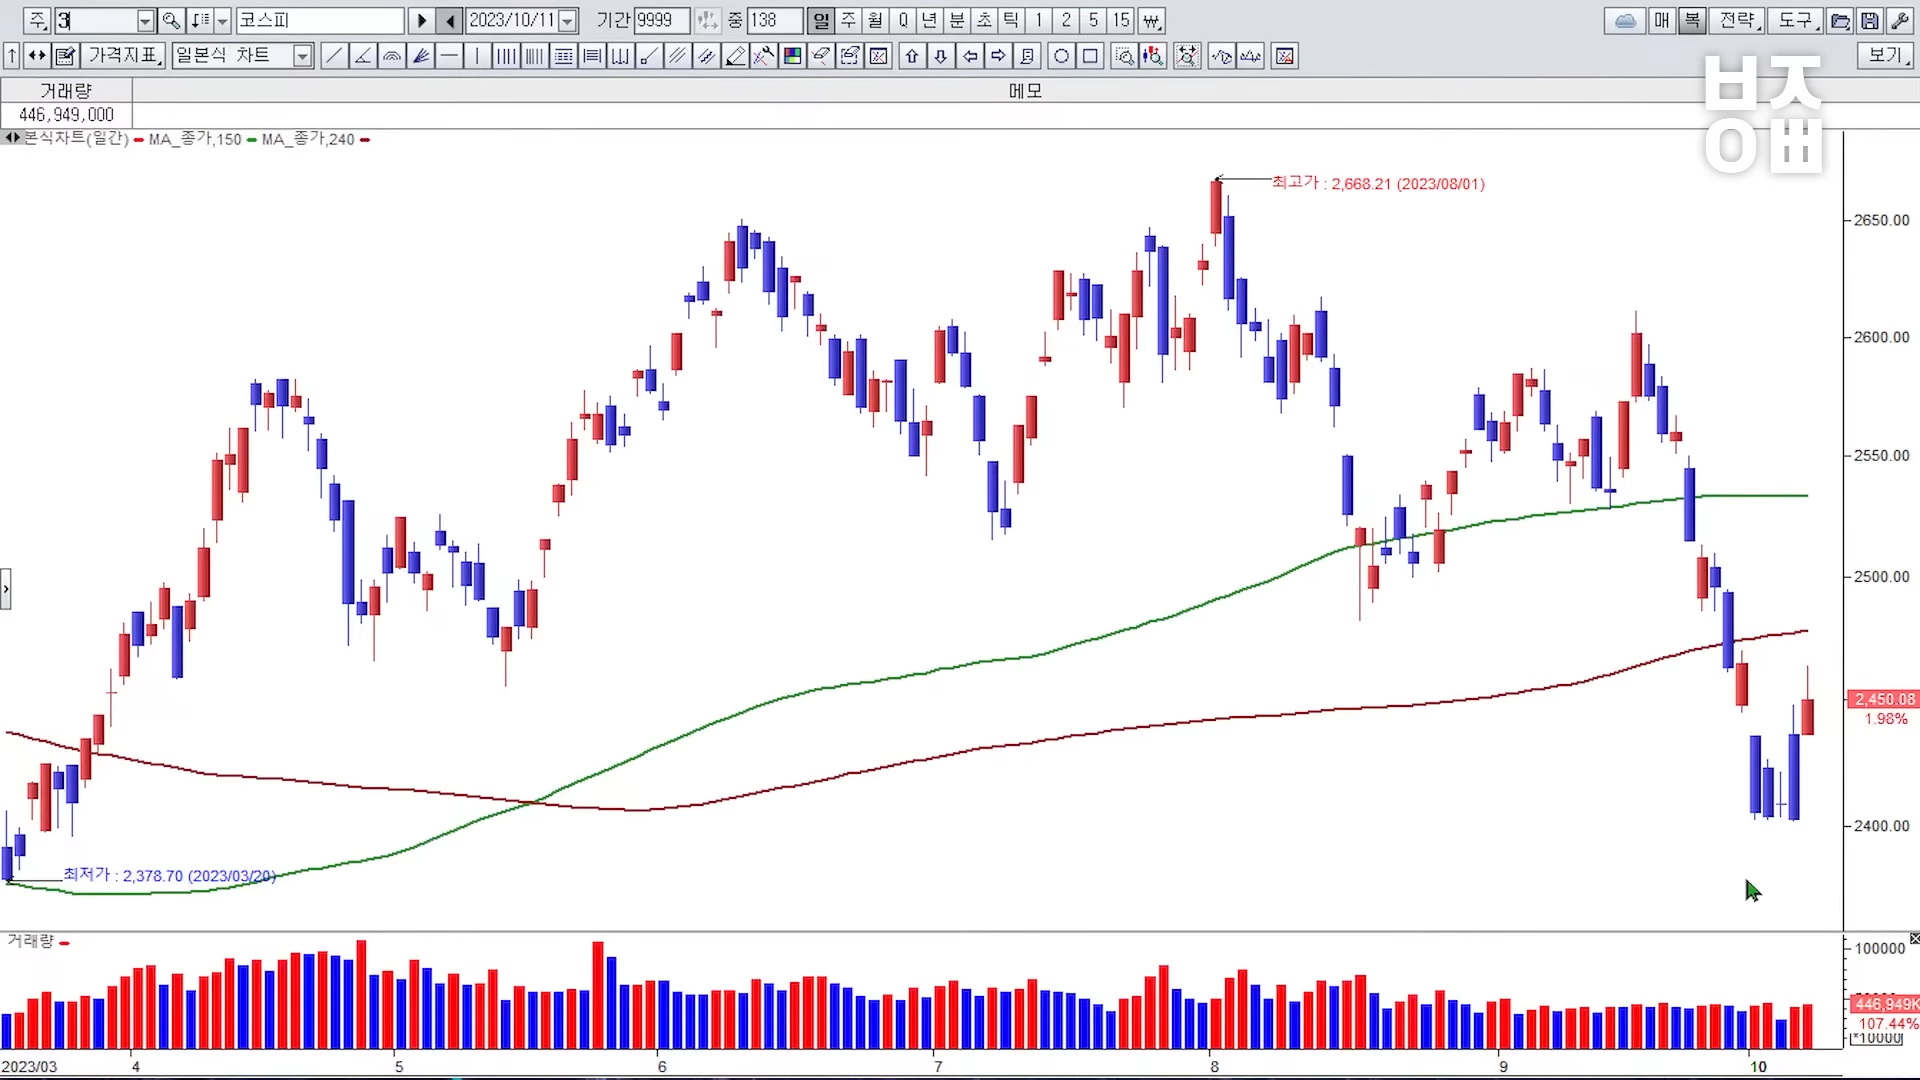 주 3 코스피 2023/10/11 기간 9999 중 138 일 주 월 Q 년 분 초 틱 1 2 5 15 ₩ 매 복 전략 도구
가격지표 일본식 차트 보기
거래량 메모
446,949,000
본식차트(일간) MA_종가,150 MA_종가,240
최고가 : 2,668.21 (2023/08/01)
2650.00
2600.00
2550.00
2500.00
2,450.08
1.98%
2400.00
최저가 : 2,378.70 (2023/03/20)
거래량
100000
446,949K
107.44%
*10000
2023/03 4 5 6 7 8 9 10